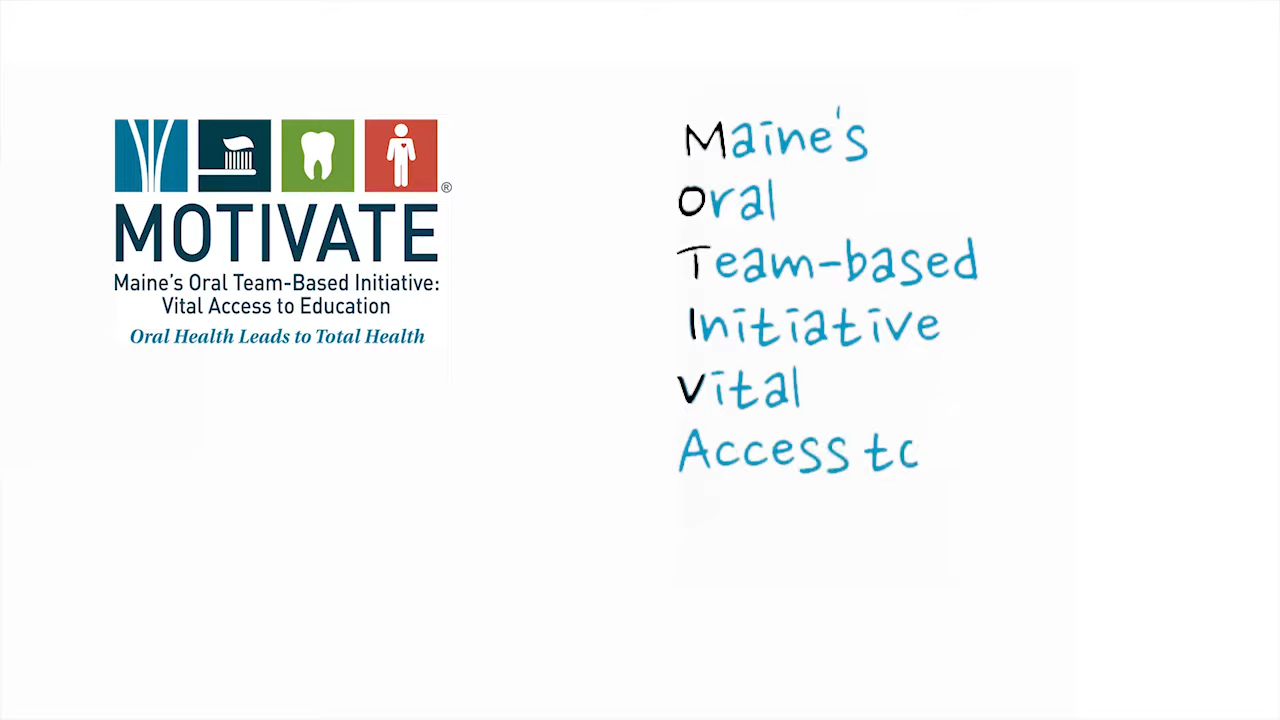 MOTIVATE®
Maine's Oral Team-Based Initiative:
Vital Access to Education
Oral Health Leads to Total Health
Maine's
Oral
Team-based
Initiative
Vital
Access tc